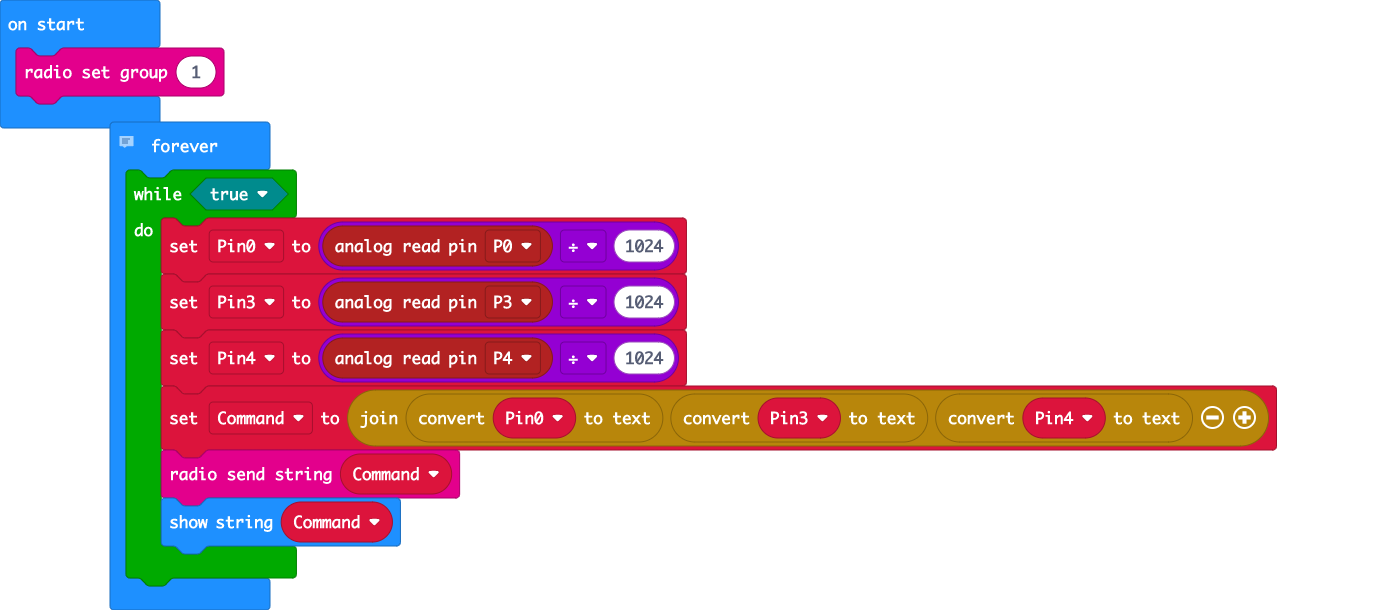 on start
radio set group 1
forever
while true
do
set Pin0 to analog read pin P0 ÷ 1024
set Pin3 to analog read pin P3 ÷ 1024
set Pin4 to analog read pin P4 ÷ 1024
set Command to join convert Pin0 to text convert Pin3 to text convert Pin4 to text
radio send string Command
show string Command